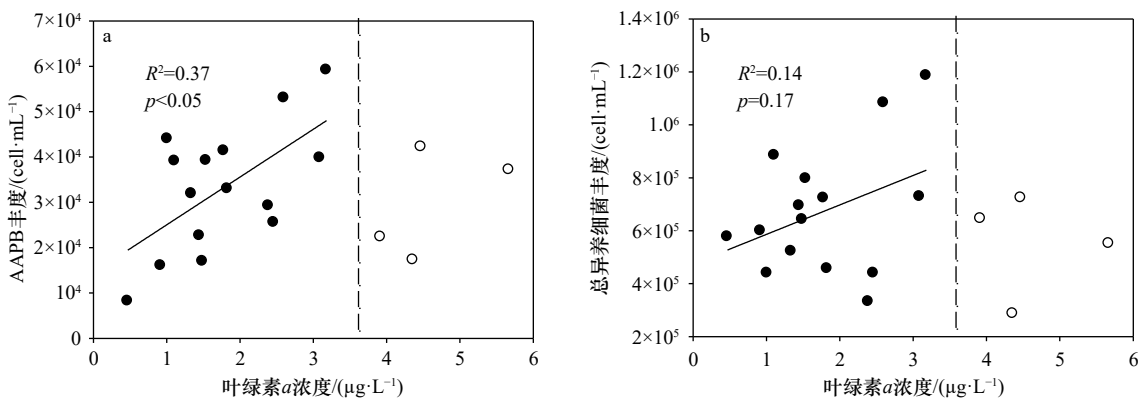 7×10⁴
a
6×10⁴
R²=0.37
p<0.05
5×10⁴
4×10⁴
3×10⁴
2×10⁴
10⁴
0
AAPB丰度/(cell·mL⁻¹)
0 1 2 3 4 5 6
叶绿素a浓度/(μg·L⁻¹)
1.4×10⁶
b
1.2×10⁶
R²=0.14
p=0.17
10⁶
8×10⁵
6×10⁵
4×10⁵
2×10⁵
总异养细菌丰度/(cell·mL⁻¹)
0 1 2 3 4 5 6
叶绿素a浓度/(μg·L⁻¹)